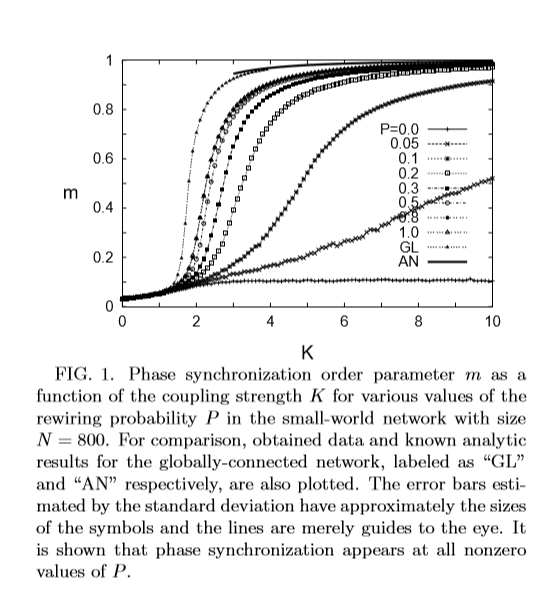 1
0.8
0.6
m
0.4
0.2
0
0
2
4
6
8
10
K
P=0.0
0.05
0.1
0.2
0.3
0.5
0.8
1.0
GL
AN
FIG. 1. Phase synchronization order parameter m as a
function of the coupling strength K for various values of the
rewiring probability P in the small-world network with size
N = 800. For comparison, obtained data and known analytic
results for the globally-connected network, labeled as “GL”
and “AN” respectively, are also plotted. The error bars esti-
mated by the standard deviation have approximately the sizes
of the symbols and the lines are merely guides to the eye. It
is shown that phase synchronization appears at all nonzero
values of P.